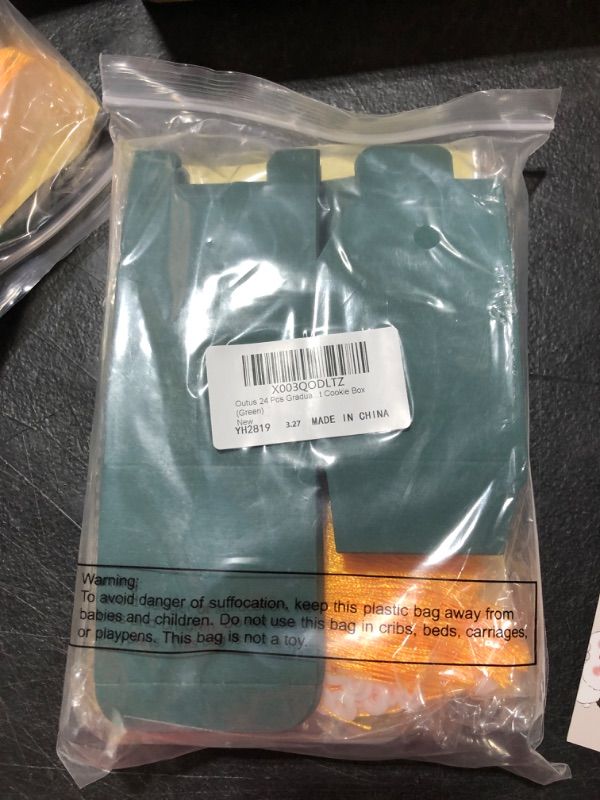 X003QODLTZ
Outus 24 Pcs Gradua...t Cookie Box
(Green)
New
YH2819 3.27 MADE IN CHINA
Warning:
To avoid danger of suffocation, keep this plastic bag away from
babies and children. Do not use this bag in cribs, beds, carriages,
or playpens. This bag is not a toy.